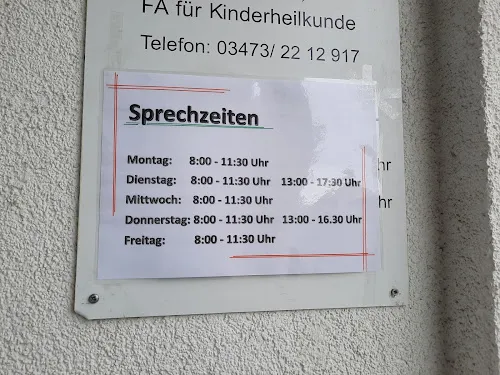 FA für Kinderheilkunde
Telefon: 03473/ 22 12 917
Sprechzeiten
Montag: 8:00 - 11:30 Uhr
Dienstag: 8:00 - 11:30 Uhr 13:00 - 17:30 Uhr
Mittwoch: 8:00 - 11:30 Uhr
Donnerstag: 8:00 - 11:30 Uhr 13:00 - 16.30 Uhr
Freitag: 8:00 - 11:30 Uhr
hr
hr